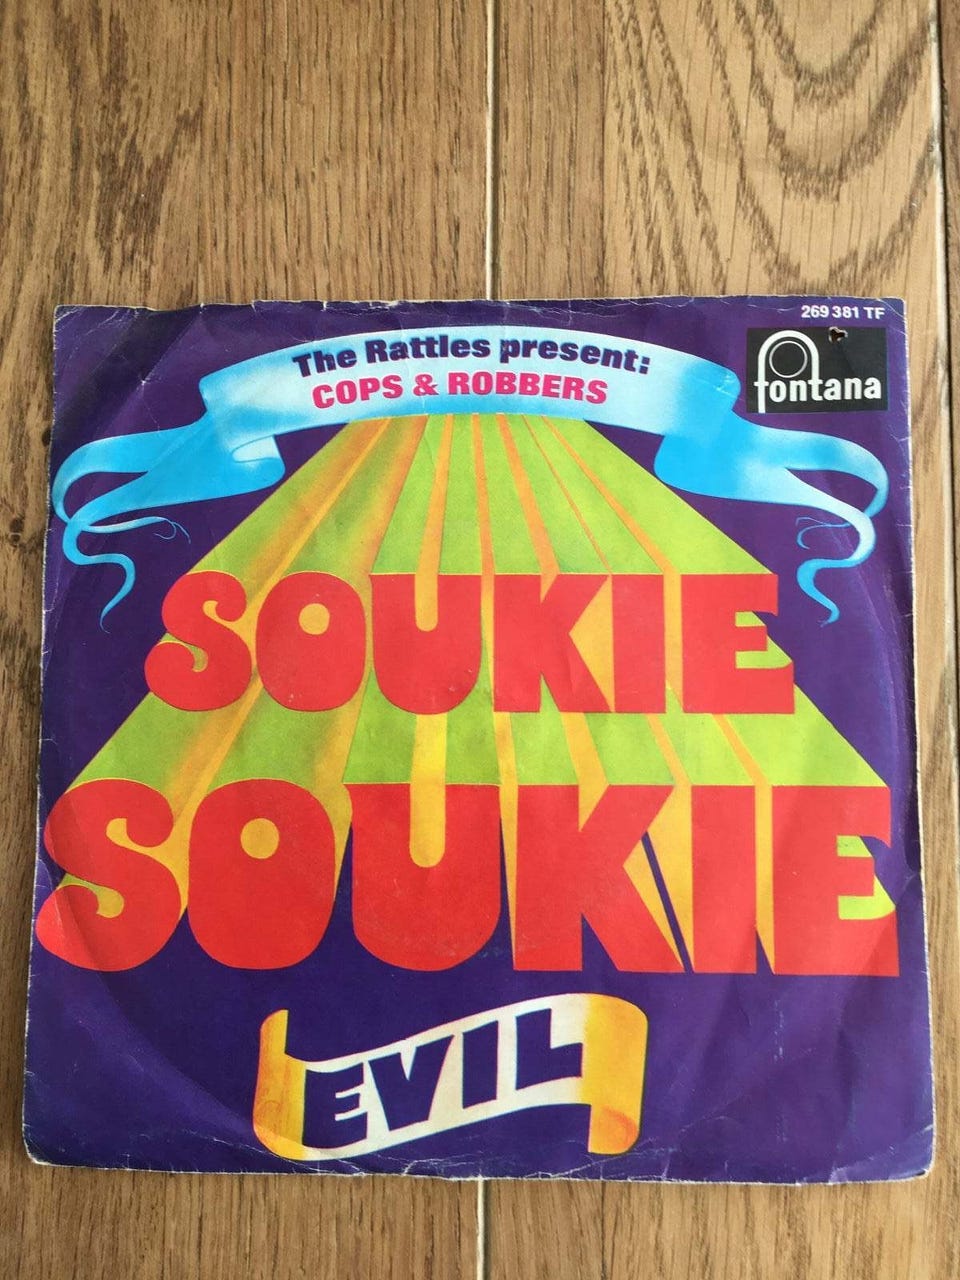 269 381 TF
fontana
The Rattles present:
COPS & ROBBERS
SOUKIE
SOUKIE
EVIL